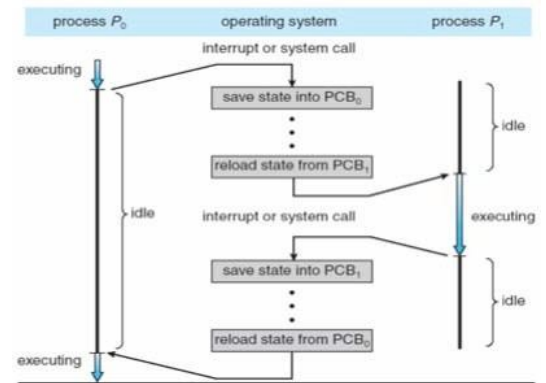 process P₀ operating system process P₁
interrupt or system call
executing
save state into PCB₀
idle
reload state from PCB₁
idle
interrupt or system call
executing
save state into PCB₁
idle
reload state from PCB₀
executing